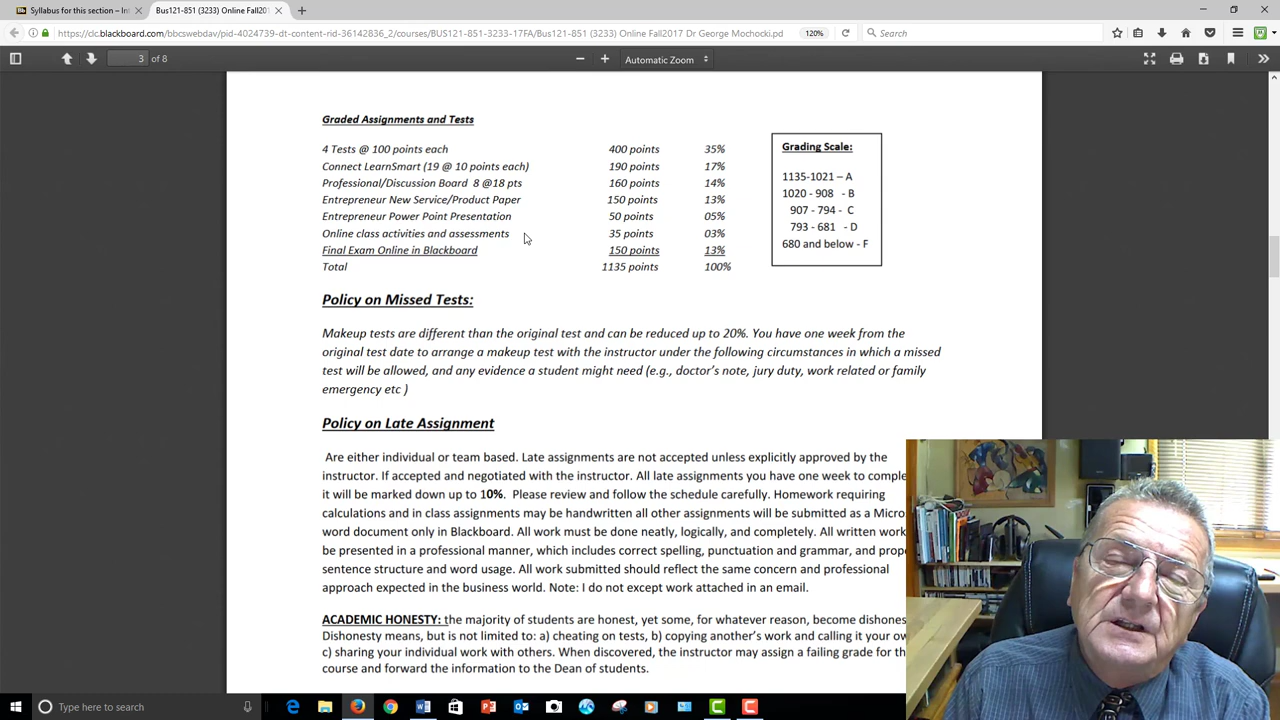 Syllabus for this section – In
Bus121-851 (3233) Online Fall201
https://clc.blackboard.com/bbcswebdav/pid-4024739-dt-content-rid-36142836_2/courses/BUS121-851-3233-17FA/Bus121-851 (3233) Online Fall2017 Dr George Mochocki.pd
120%
Search
3 of 8
Automatic Zoom
Graded Assignments and Tests
4 Tests @ 100 points each 400 points 35%
Connect LearnSmart (19 @ 10 points each) 190 points 17%
Professional/Discussion Board 8 @18 pts 160 points 14%
Entrepreneur New Service/Product Paper 150 points 13%
Entrepreneur Power Point Presentation 50 points 05%
Online class activities and assessments 35 points 03%
Final Exam Online in Blackboard 150 points 13%
Total 1135 points 100%
Grading Scale:
1135-1021 – A
1020 - 908 - B
907 - 794 - C
793 - 681 - D
680 and below - F
Policy on Missed Tests:
Makeup tests are different than the original test and can be reduced up to 20%. You have one week from the
original test date to arrange a makeup test with the instructor under the following circumstances in which a missed
test will be allowed, and any evidence a student might need (e.g., doctor's note, jury duty, work related or family
emergency etc )
Policy on Late Assignment
Are either individual or team based. Late assignments are not accepted unless explicitly approved by the
instructor. If accepted and negotiated with the instructor. All late assignments you have one week to comple
it will be marked down up to 10%. Please review and follow the schedule carefully. Homework requiring
calculations and in class assignments may be handwritten all other assignments will be submitted as a Micro
word document only in Blackboard. All work must be done neatly, logically, and completely. All written work
be presented in a professional manner, which includes correct spelling, punctuation and grammar, and prope
sentence structure and word usage. All work submitted should reflect the same concern and professional
approach expected in the business world. Note: I do not except work attached in an email.
ACADEMIC HONESTY: the majority of students are honest, yet some, for whatever reason, become dishones
Dishonesty means, but is not limited to: a) cheating on tests, b) copying another's work and calling it your ow
c) sharing your individual work with others. When discovered, the instructor may assign a failing grade for th
course and forward the information to the Dean of students.
Type here to search